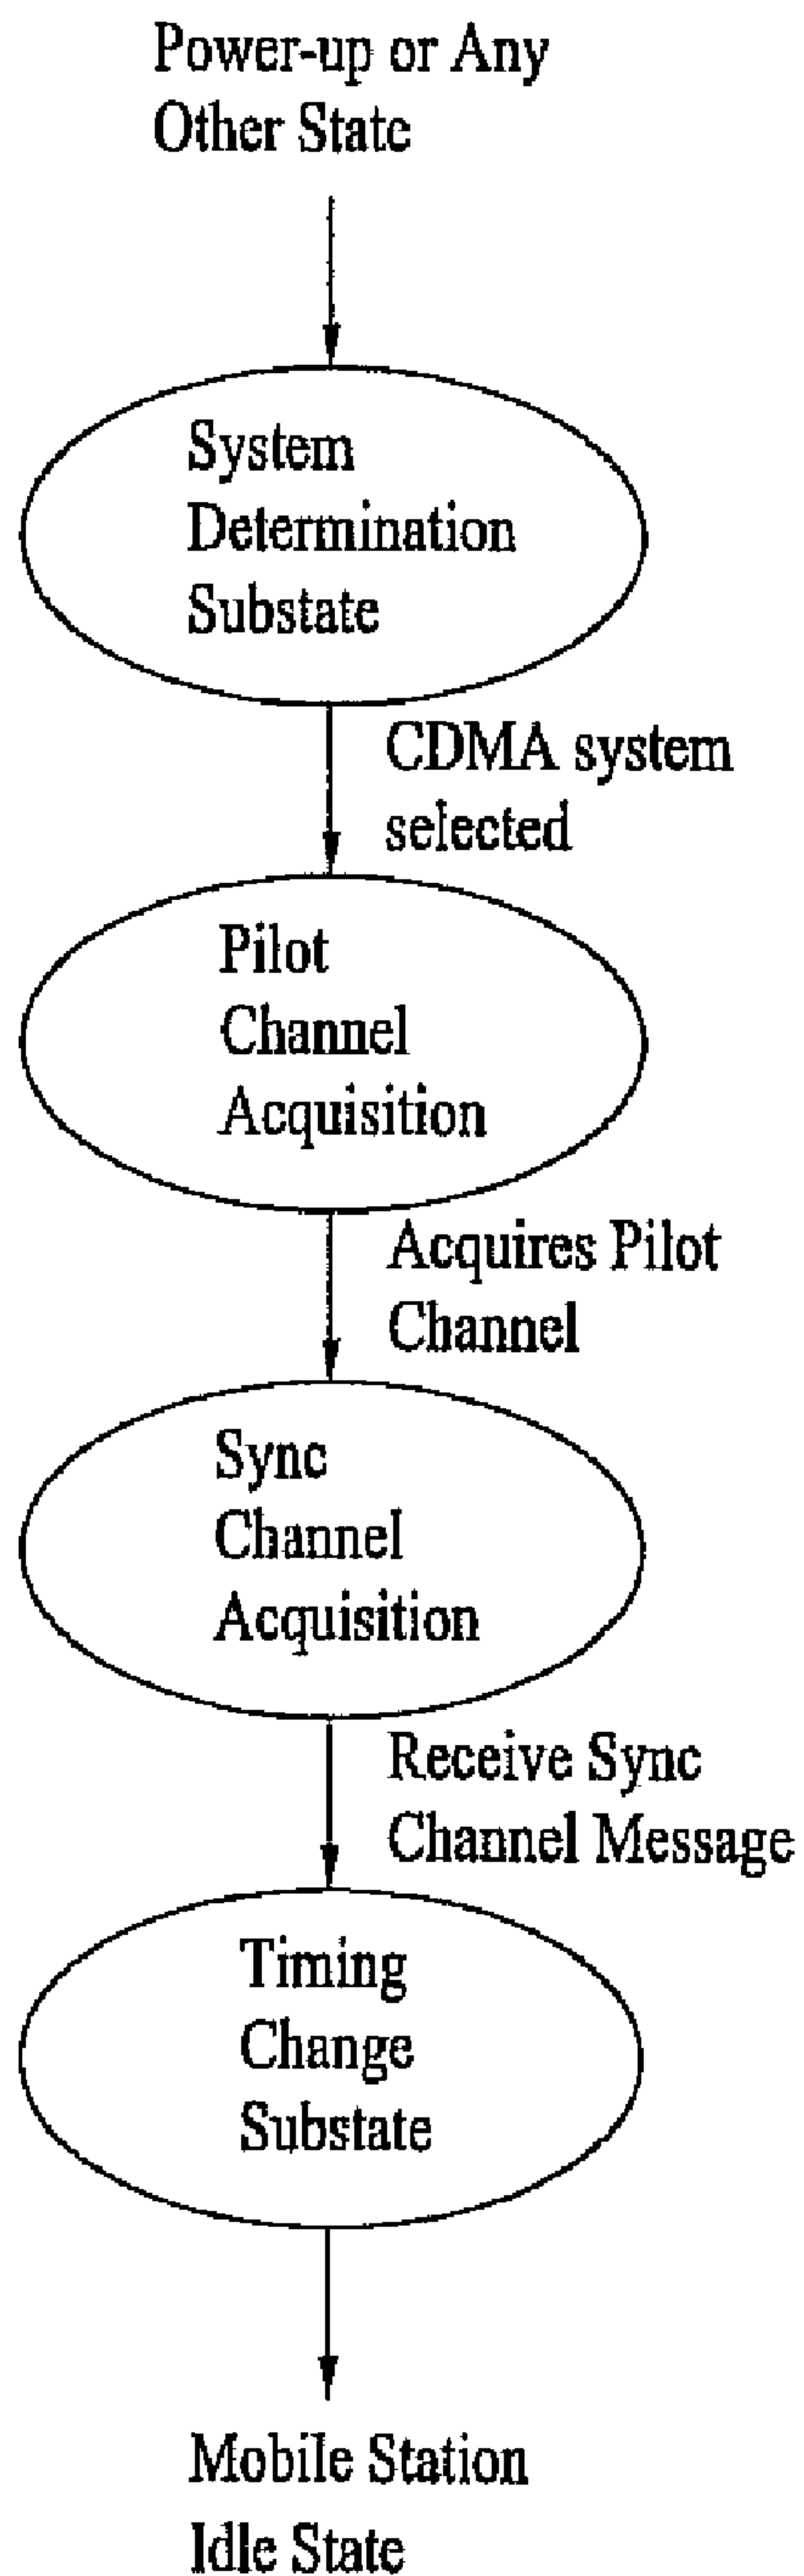 Power-up or Any
Other State
System
Determination
Substate
CDMA system
selected
Pilot
Channel
Acquisition
Acquires Pilot
Channel
Sync
Channel
Acquisition
Receive Sync
Channel Message
Timing
Change
Substate
Mobile Station
Idle State